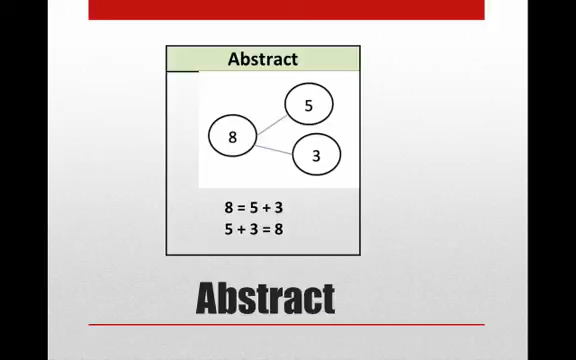 Abstract
5
8
3
8 = 5 + 3
5 + 3 = 8
Abstract